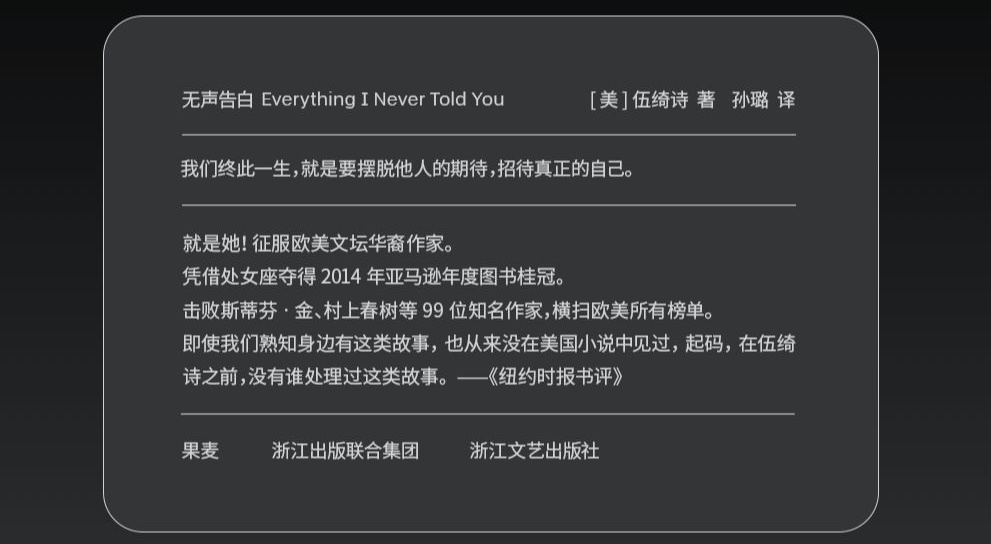 无声告白 Everything I Never Told You [美]伍绮诗 著 孙璐 译
我们终此一生,就是要摆脱他人的期待,招待真正的自己。
就是她! 征服欧美文坛华裔作家。
凭借处女座夺得 2014 年亚马逊年度图书桂冠。
击败斯蒂芬·金、村上春树等 99 位知名作家,横扫欧美所有榜单。
即使我们熟知身边有这类故事,也从来没在美国小说中见过,起码,在伍绮
诗之前,没有谁处理过这类故事。——《纽约时报书评》
果麦 浙江出版联合集团 浙江文艺出版社